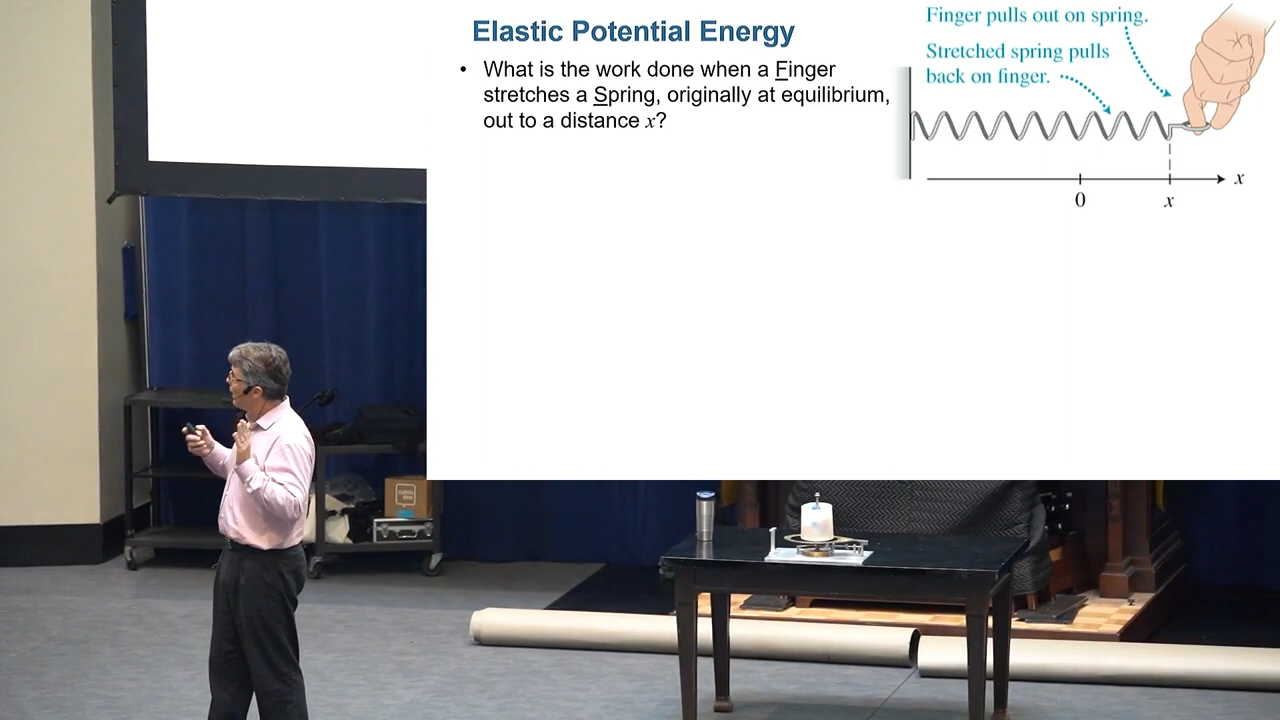 Elastic Potential Energy
• What is the work done when a Finger
stretches a Spring, originally at equilibrium,
out to a distance x?
Finger pulls out on spring.
Stretched spring pulls
back on finger.
x
0
x